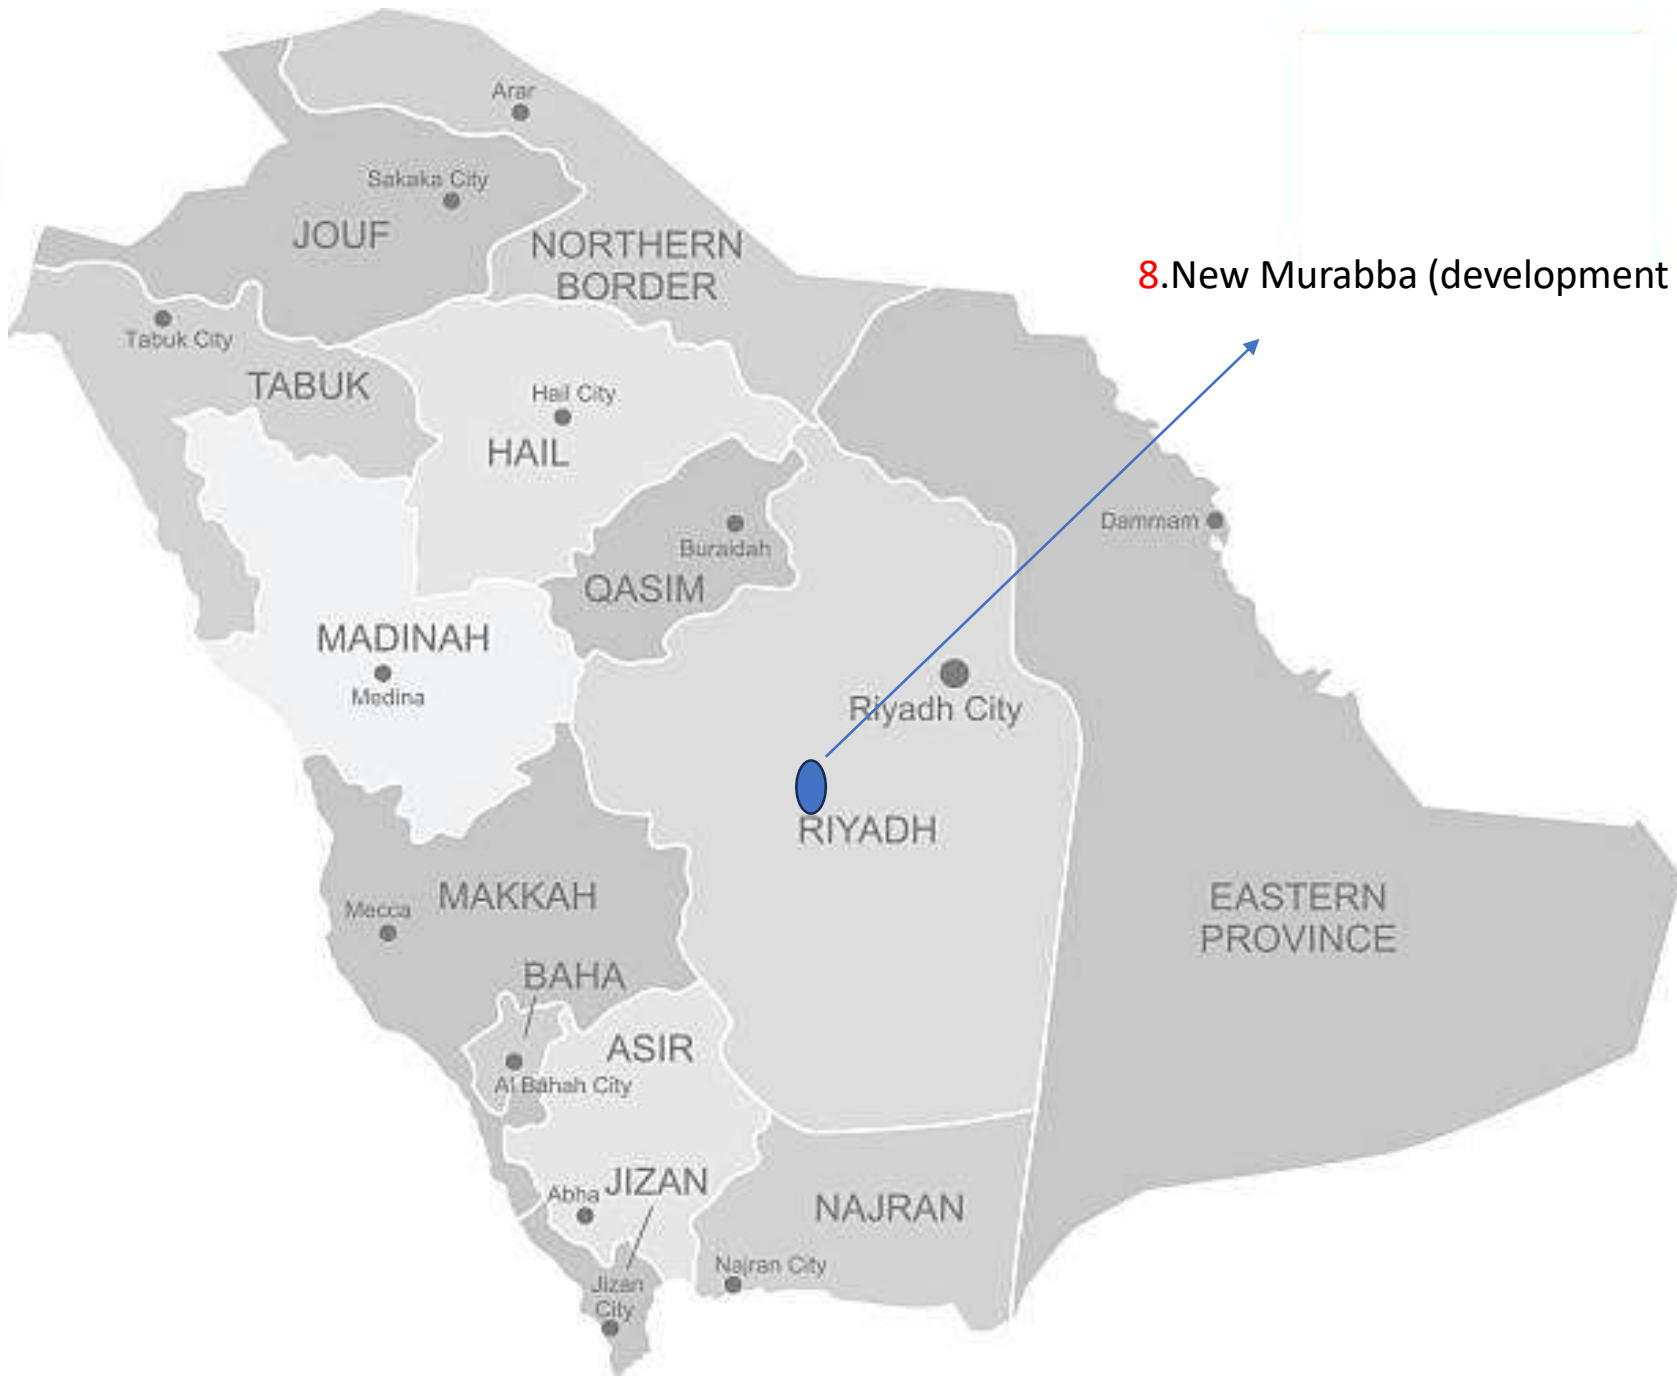 Arar
Sakaka City
JOUF
NORTHERN
BORDER
8.New Murabba (development
Tabuk City
TABUK
Hail City
HAIL
Dammam
Buraidah
QASIM
MADINAH
Medina
Riyadh City
RIYADH
MAKKAH
Mecca
EASTERN
PROVINCE
BAHA
ASIR
Al Bahah City
JIZAN
Abha
NAJRAN
Najran City
Jizan
City